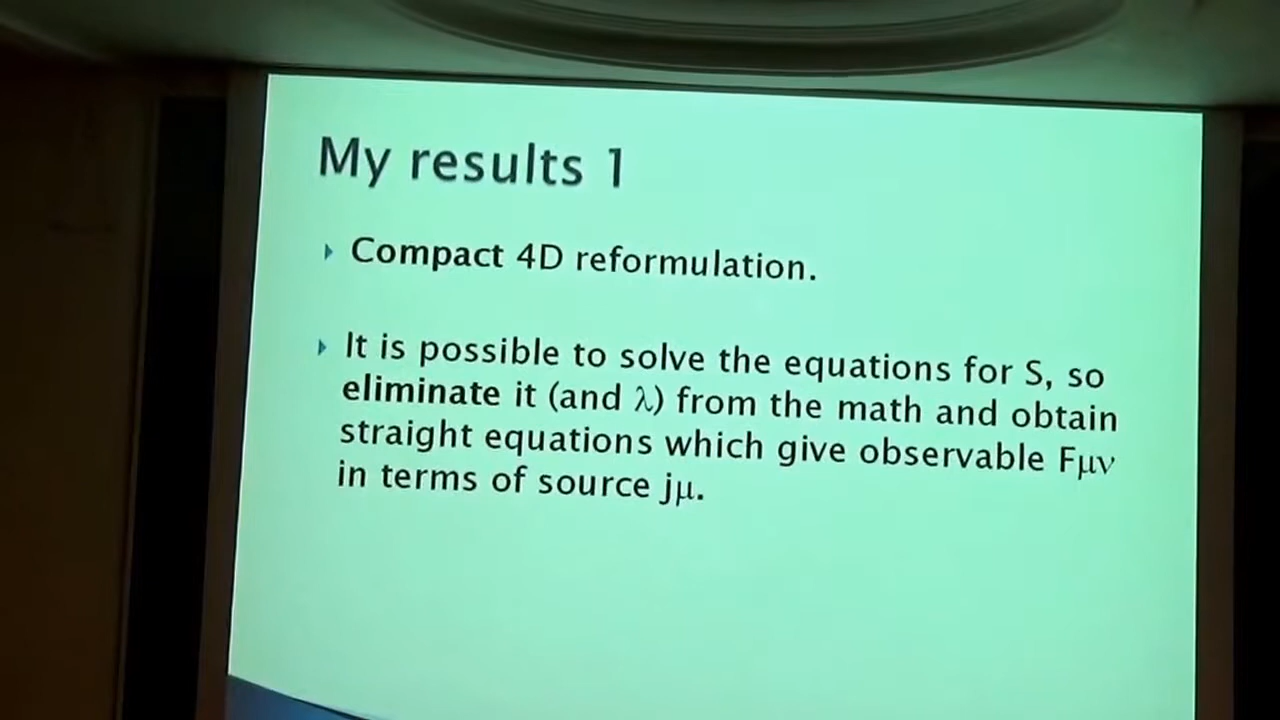 My results 1
Compact 4D reformulation.
It is possible to solve the equations for S, so
eliminate it (and λ) from the math and obtain
straight equations which give observable Fμν
in terms of source jμ.